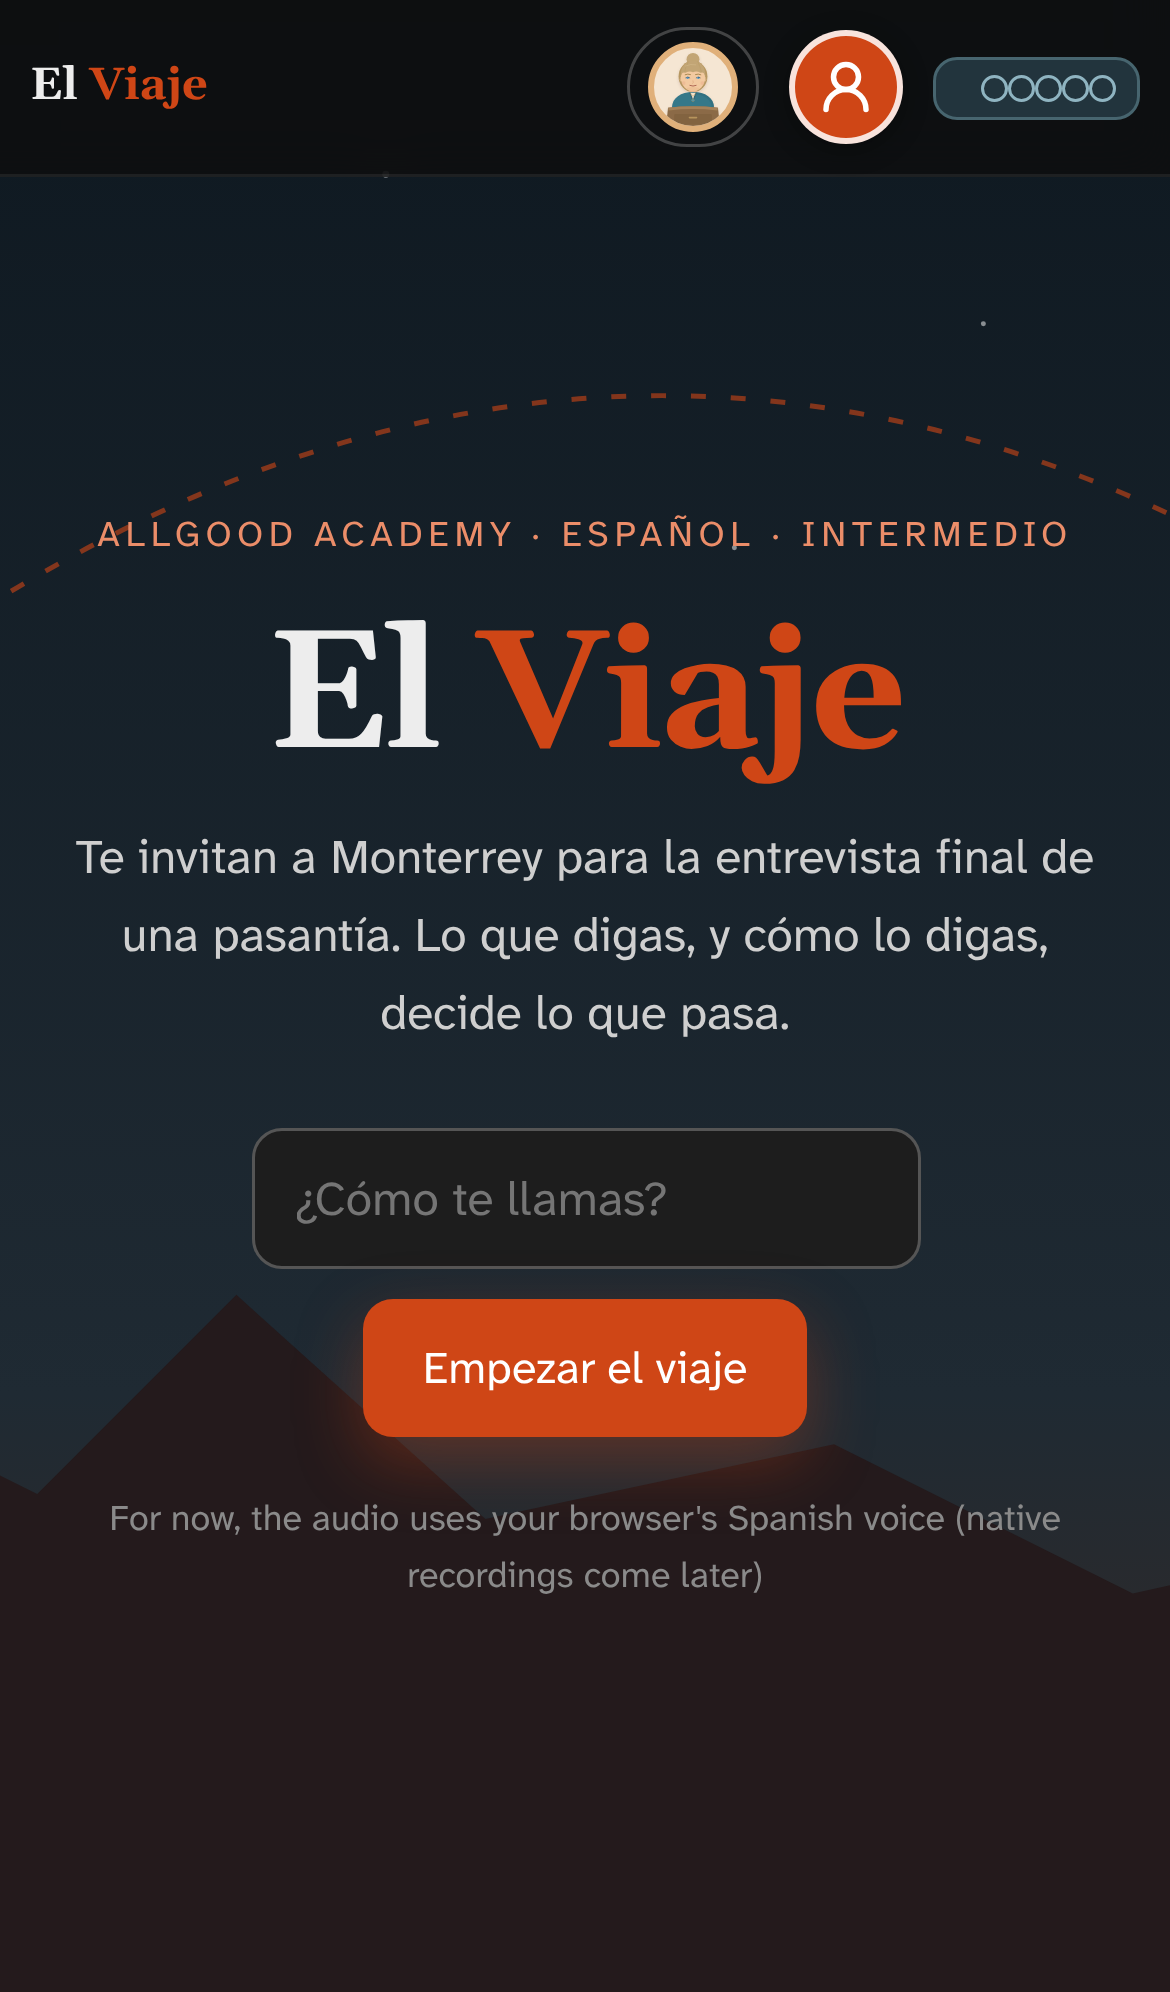 El Viaje
ALLGOOD ACADEMY · ESPAÑOL · INTERMEDIO
El Viaje
Te invitan a Monterrey para la entrevista final de
una pasantía. Lo que digas, y cómo lo digas,
decide lo que pasa.
¿Cómo te llamas?
Empezar el viaje
For now, the audio uses your browser's Spanish voice (native
recordings come later)